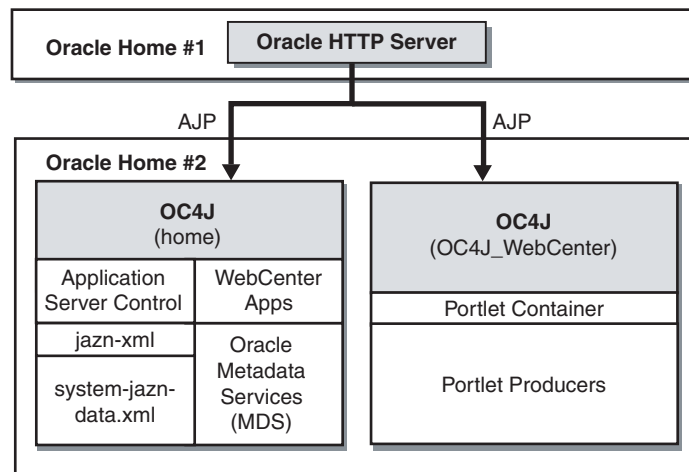 Oracle Home #1
Oracle HTTP Server
AJP
AJP
Oracle Home #2
OC4J
(home)
Application
Server Control
WebCenter
Apps
jazn-xml
system-jazn-
data.xml
Oracle
Metadata
Services
(MDS)
OC4J
(OC4J_WebCenter)
Portlet Container
Portlet Producers